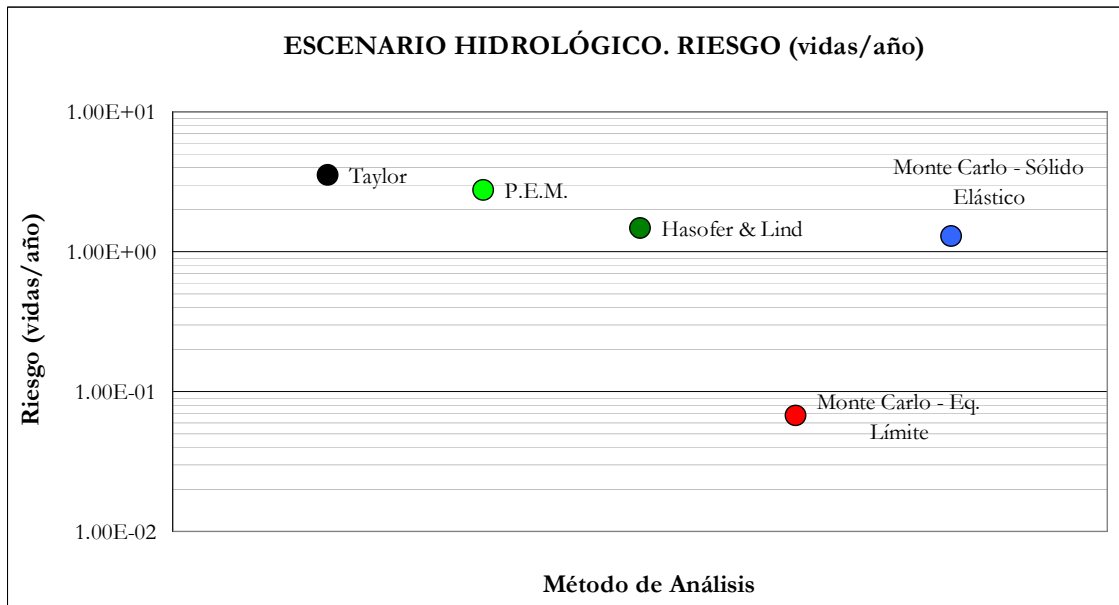 ESCENARIO HIDROLÓGICO. RIESGO (vidas/año)
Riesgo (vidas/año)
1.00E+01
1.00E+00
1.00E-01
1.00E-02
Taylor
P.E.M.
Hasofer & Lind
Monte Carlo - Sólido
Elástico
Monte Carlo - Eq.
Límite
Método de Análisis